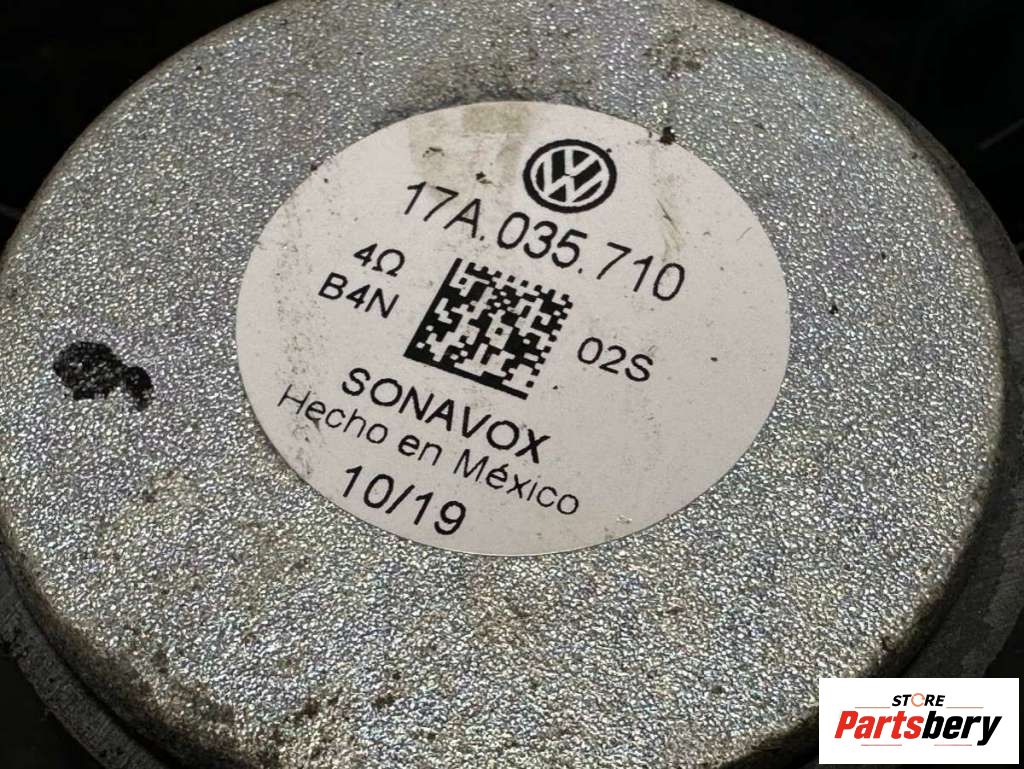 17A.035.710
4Ω
B4N
02S
SONAVOX
Hecho en México
10/19
STORE
Partsbery